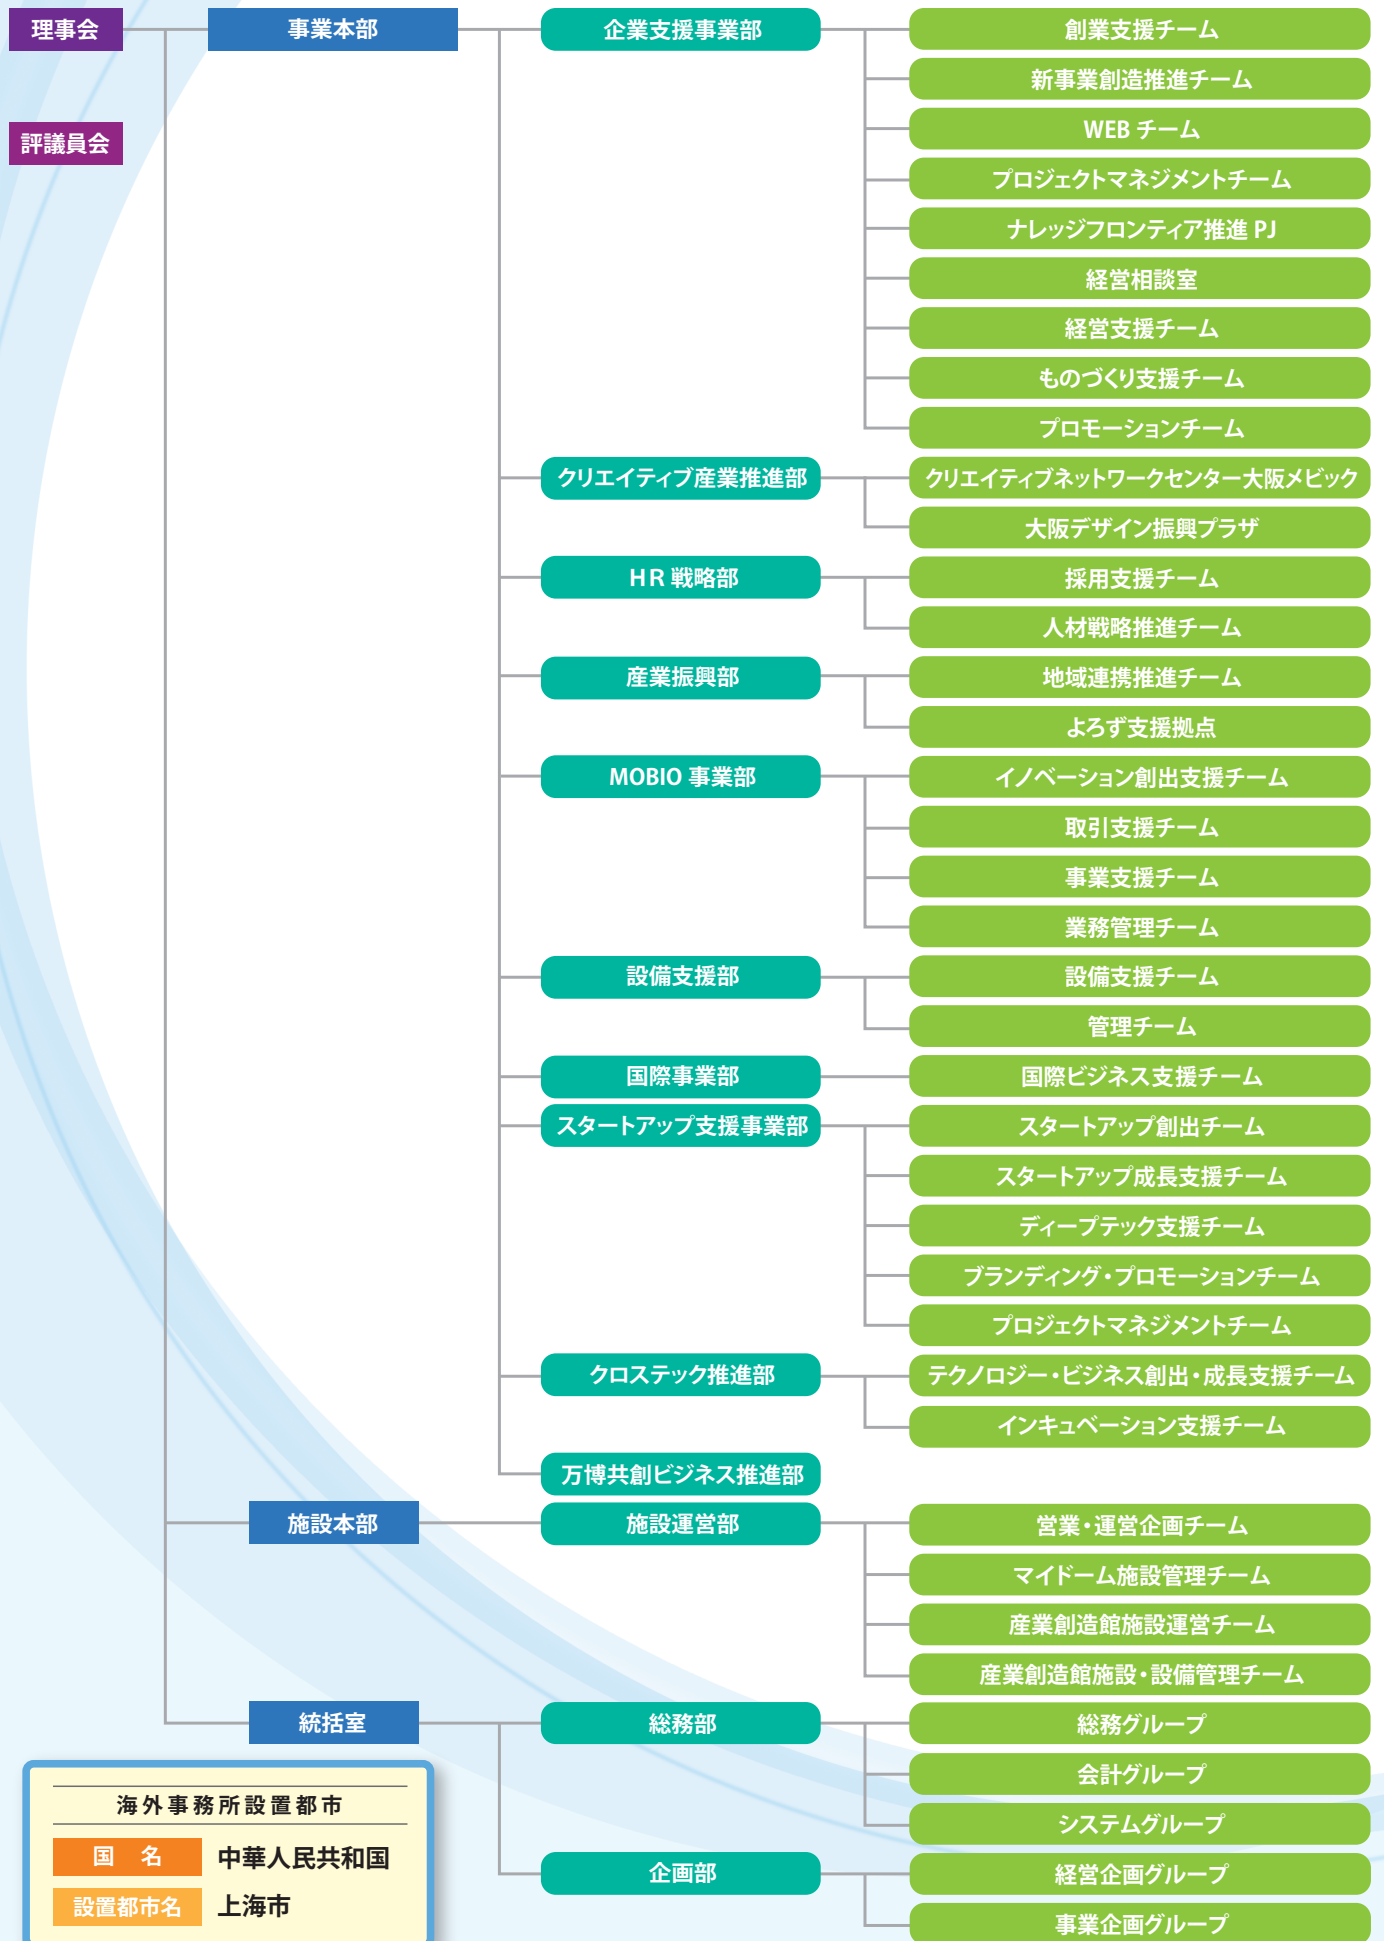 理事会
評議員会
事業本部
企業支援事業部
創業支援チーム
新事業創造推進チーム
WEB チーム
プロジェクトマネジメントチーム
ナレッジフロンティア推進 PJ
経営相談室
経営支援チーム
ものづくり支援チーム
プロモーションチーム
クリエイティブ産業推進部
クリエイティブネットワークセンター大阪メビック
大阪デザイン振興プラザ
HR 戦略部
採用支援チーム
人材戦略推進チーム
産業振興部
地域連携推進チーム
よろず支援拠点
MOBIO 事業部
イノベーション創出支援チーム
取引支援チーム
事業支援チーム
業務管理チーム
設備支援部
設備支援チーム
管理チーム
国際事業部
国際ビジネス支援チーム
スタートアップ支援事業部
スタートアップ創出チーム
スタートアップ成長支援チーム
ディープテック支援チーム
ブランディング・プロモーションチーム
プロジェクトマネジメントチーム
クロステック推進部
テクノロジー・ビジネス創出・成長支援チーム
インキュベーション支援チーム
万博共創ビジネス推進部
施設本部
施設運営部
営業・運営企画チーム
マイドーム施設管理チーム
産業創造館施設運営チーム
産業創造館施設・設備管理チーム
統括室
総務部
総務グループ
会計グループ
システムグループ
企画部
経営企画グループ
事業企画グループ
海外事務所設置都市
国 名 中華人民共和国
設置都市名 上海市